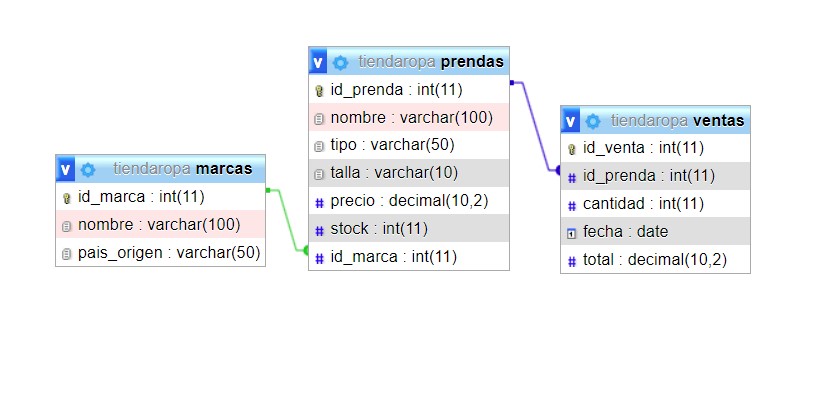 tiendaropa marcas
id_marca : int(11)
nombre : varchar(100)
pais_origen : varchar(50)
tiendaropa prendas
id_prenda : int(11)
nombre : varchar(100)
tipo : varchar(50)
talla : varchar(10)
precio : decimal(10,2)
stock : int(11)
id_marca : int(11)
tiendaropa ventas
id_venta : int(11)
id_prenda : int(11)
cantidad : int(11)
fecha : date
total : decimal(10,2)